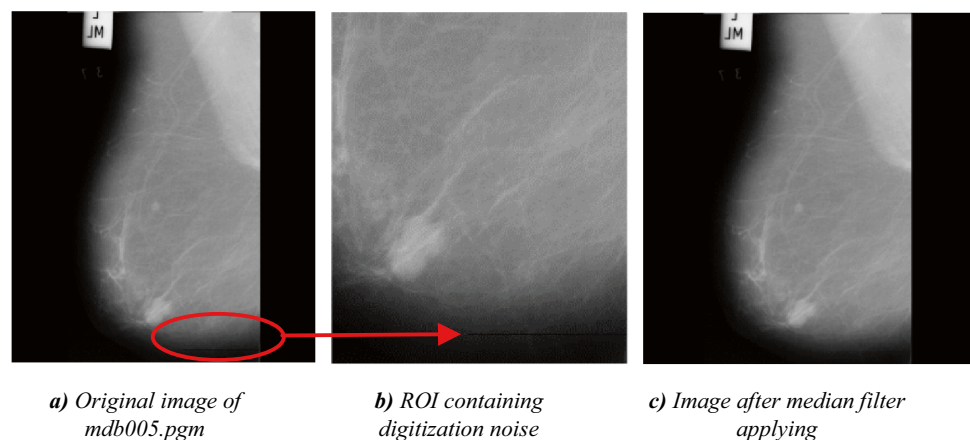 a) Original image of
mdb005.pgm
b) ROI containing
digitization noise
c) Image after median filter
applying